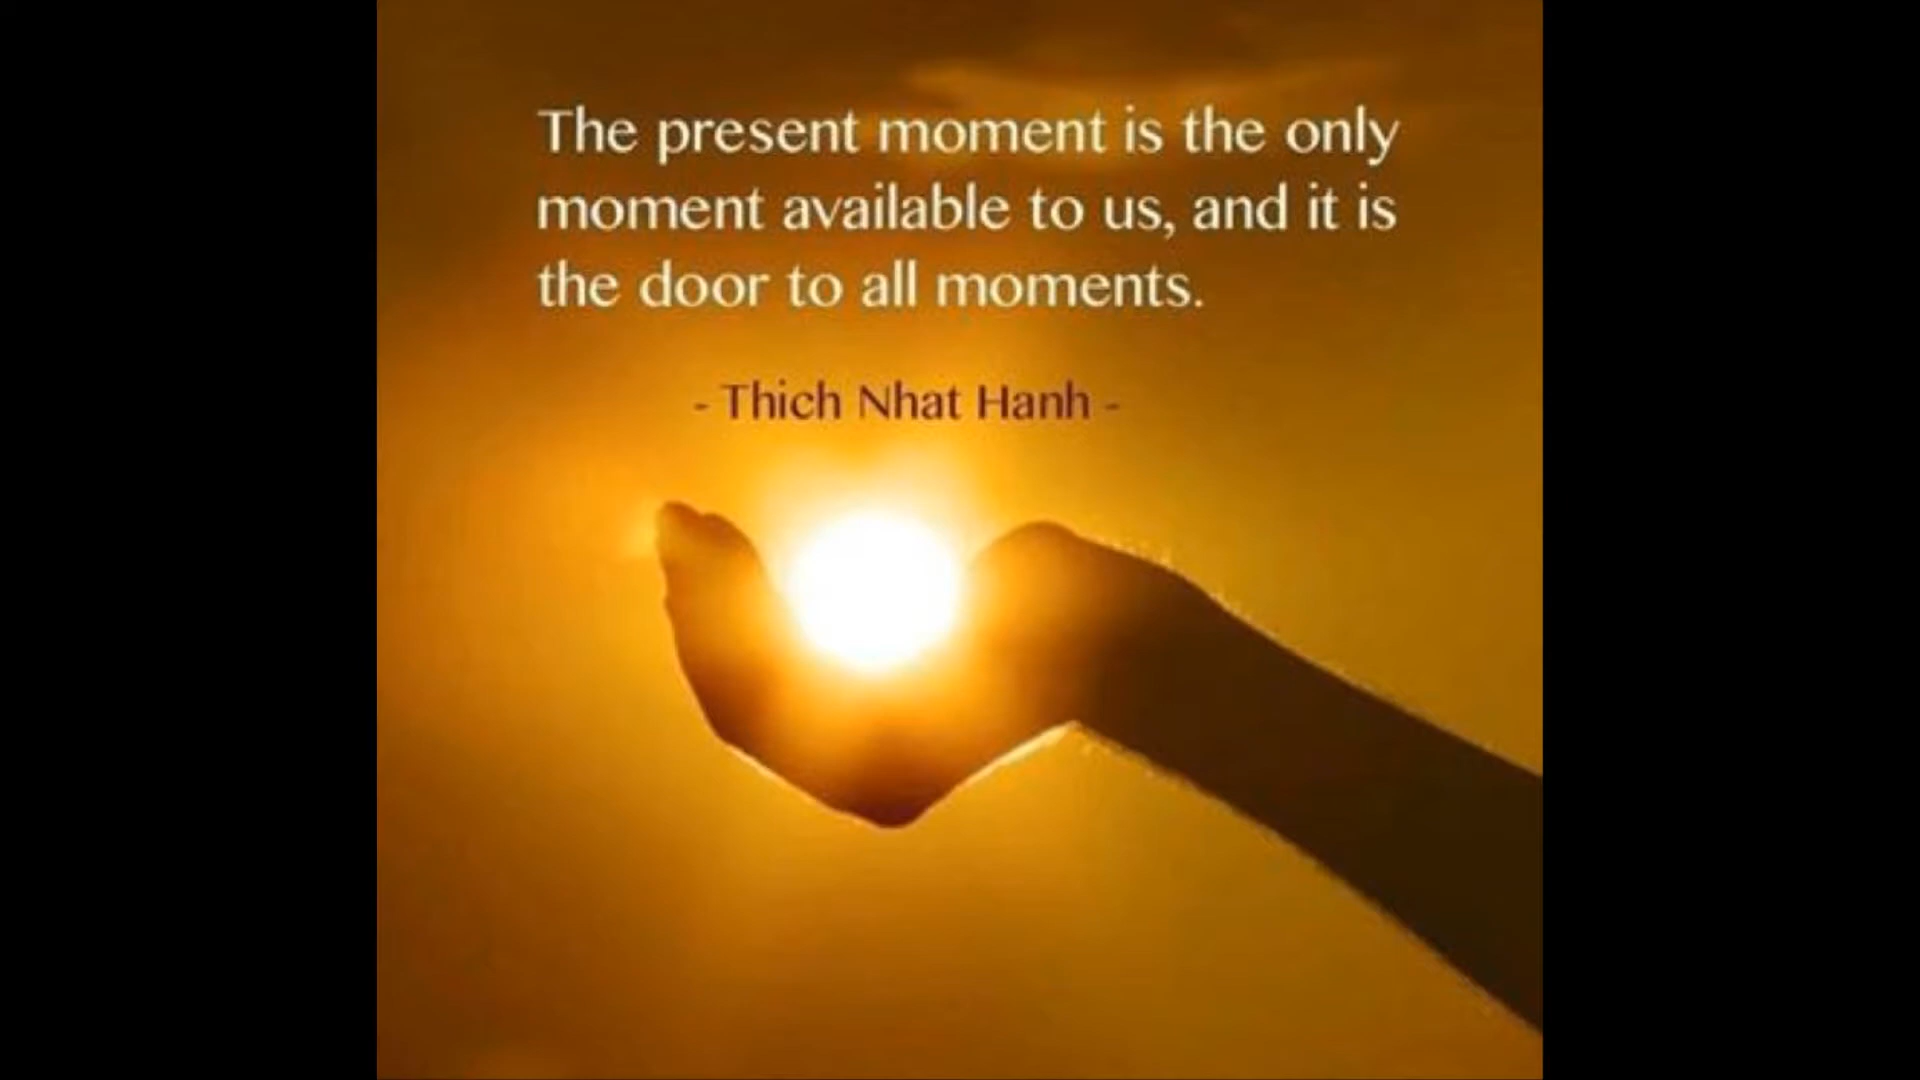 The present moment is the only
moment available to us, and it is
the door to all moments.
- Thich Nhat Hanh -